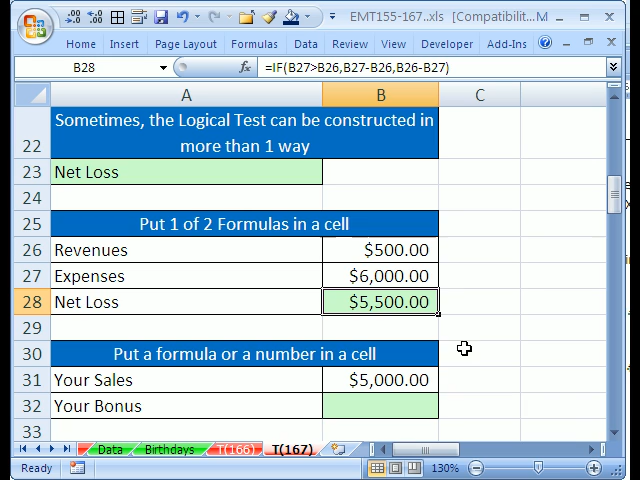 EMT155-167..xls [Compatibilit...M
Home Insert Page Layout Formulas Data Review View Developer Add-Ins
B28 fx =IF(B27>B26,B27-B26,B26-B27)
A B C
22 Sometimes, the Logical Test can be constructed in
more than 1 way
23 Net Loss
24
25 Put 1 of 2 Formulas in a cell
26 Revenues $500.00
27 Expenses $6,000.00
28 Net Loss $5,500.00
29
30 Put a formula or a number in a cell
31 Your Sales $5,000.00
32 Your Bonus
33
Data Birthdays T(166) T(167)
Ready 130%